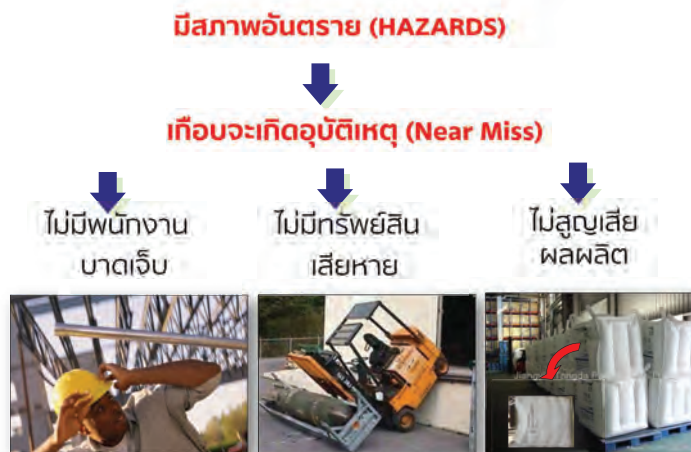 มีสภาพอันตราย (HAZARDS)
เกือบจะเกิดอุบัติเหตุ (Near Miss)
ไม่มีพนักงาน
บาดเจ็บ
ไม่มีทรัพย์สิน
เสียหาย
ไม่สูญเสีย
ผลผลิต